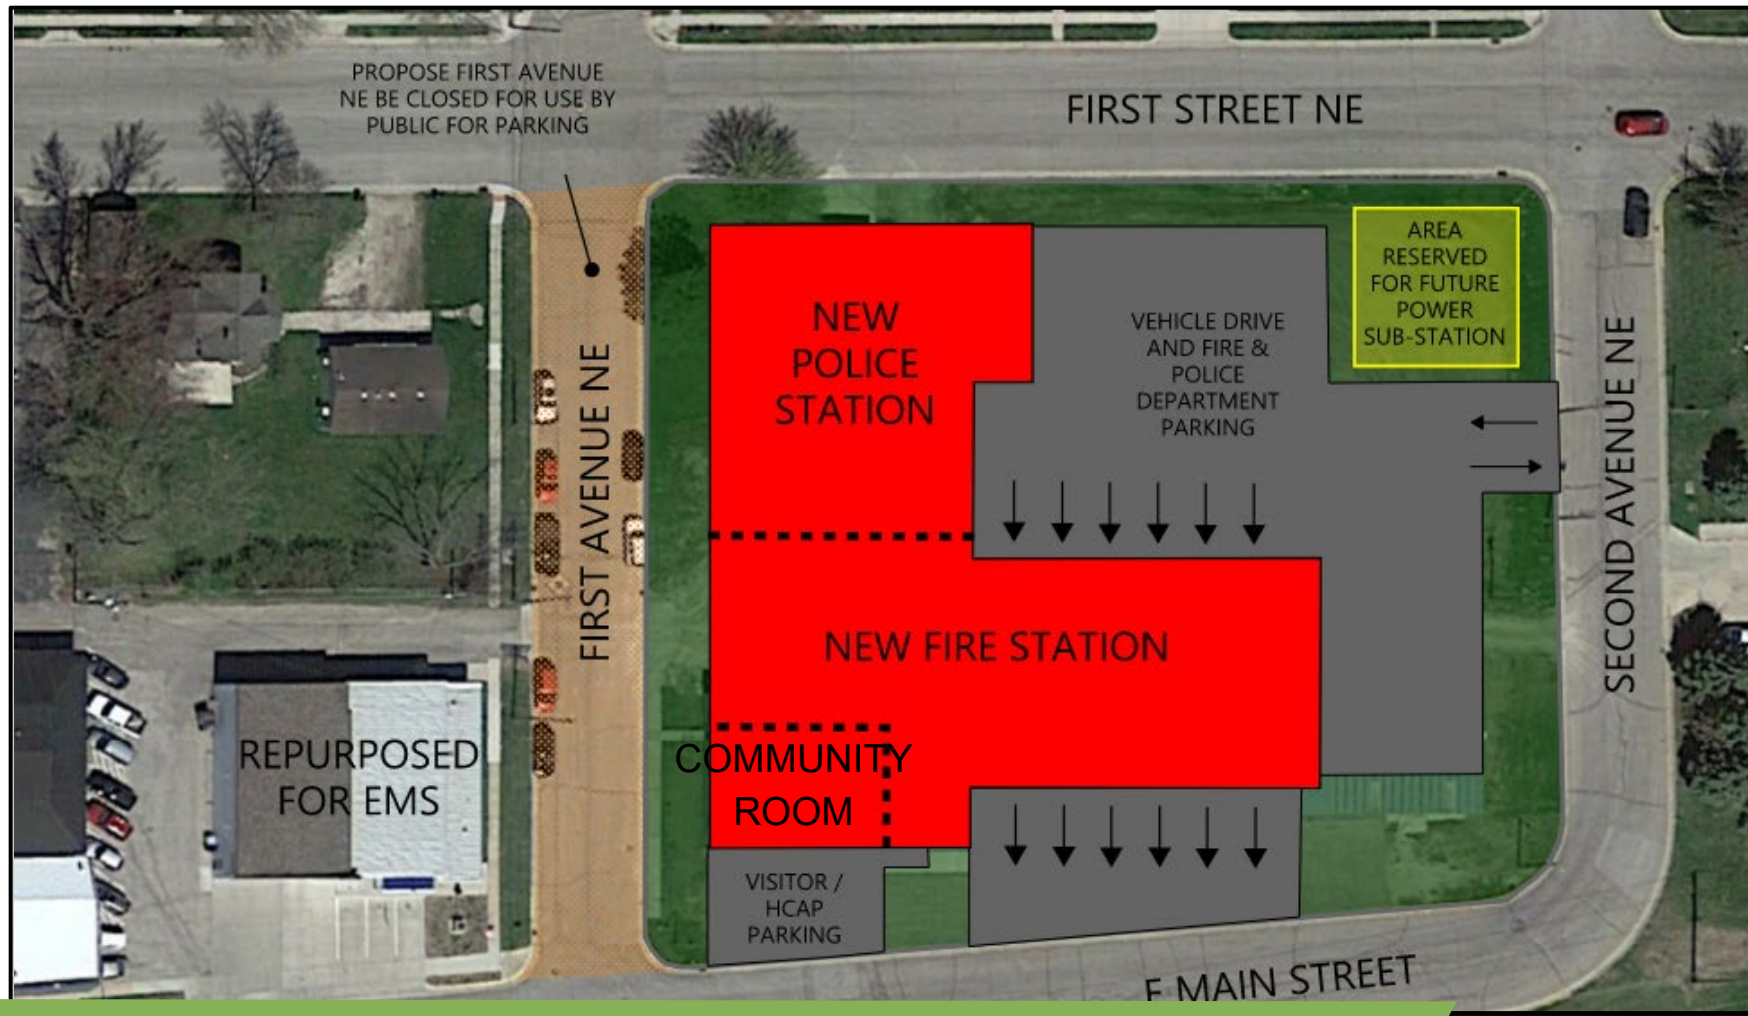 PROPOSE FIRST AVENUE
NE BE CLOSED FOR USE BY
PUBLIC FOR PARKING
FIRST STREET NE
AREA
RESERVED
FOR FUTURE
POWER
SUB-STATION
NEW
POLICE
STATION
VEHICLE DRIVE
AND FIRE &
POLICE
DEPARTMENT
PARKING
FIRST AVENUE NE
SECOND AVENUE NE
NEW FIRE STATION
REPURPOSED
FOR EMS
COMMUNITY
ROOM
VISITOR /
HCAP
PARKING
E MAIN STREET